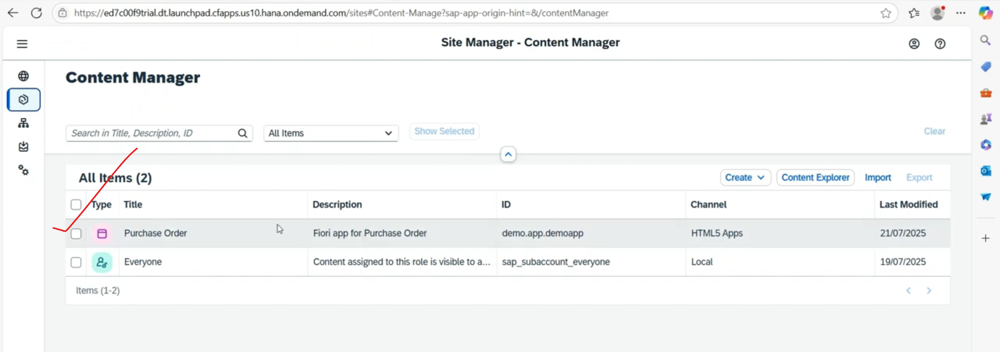 https://ed7c00f9trial.dt.launchpad.cfapps.us10.hana.ondemand.com/sites#Content-Manage?sap-app-origin-hint=&/contentManager
Site Manager - Content Manager
Content Manager
Search in Title, Description, ID
All Items
Show Selected
Clear
All Items (2)
Create
Content Explorer
Import
Export
Type Title Description ID Channel Last Modified
Purchase Order Fiori app for Purchase Order demo.app.demoapp HTML5 Apps 21/07/2025
Everyone Content assigned to this role is visible to a... sap_subaccount_everyone Local 19/07/2025
Items (1-2)